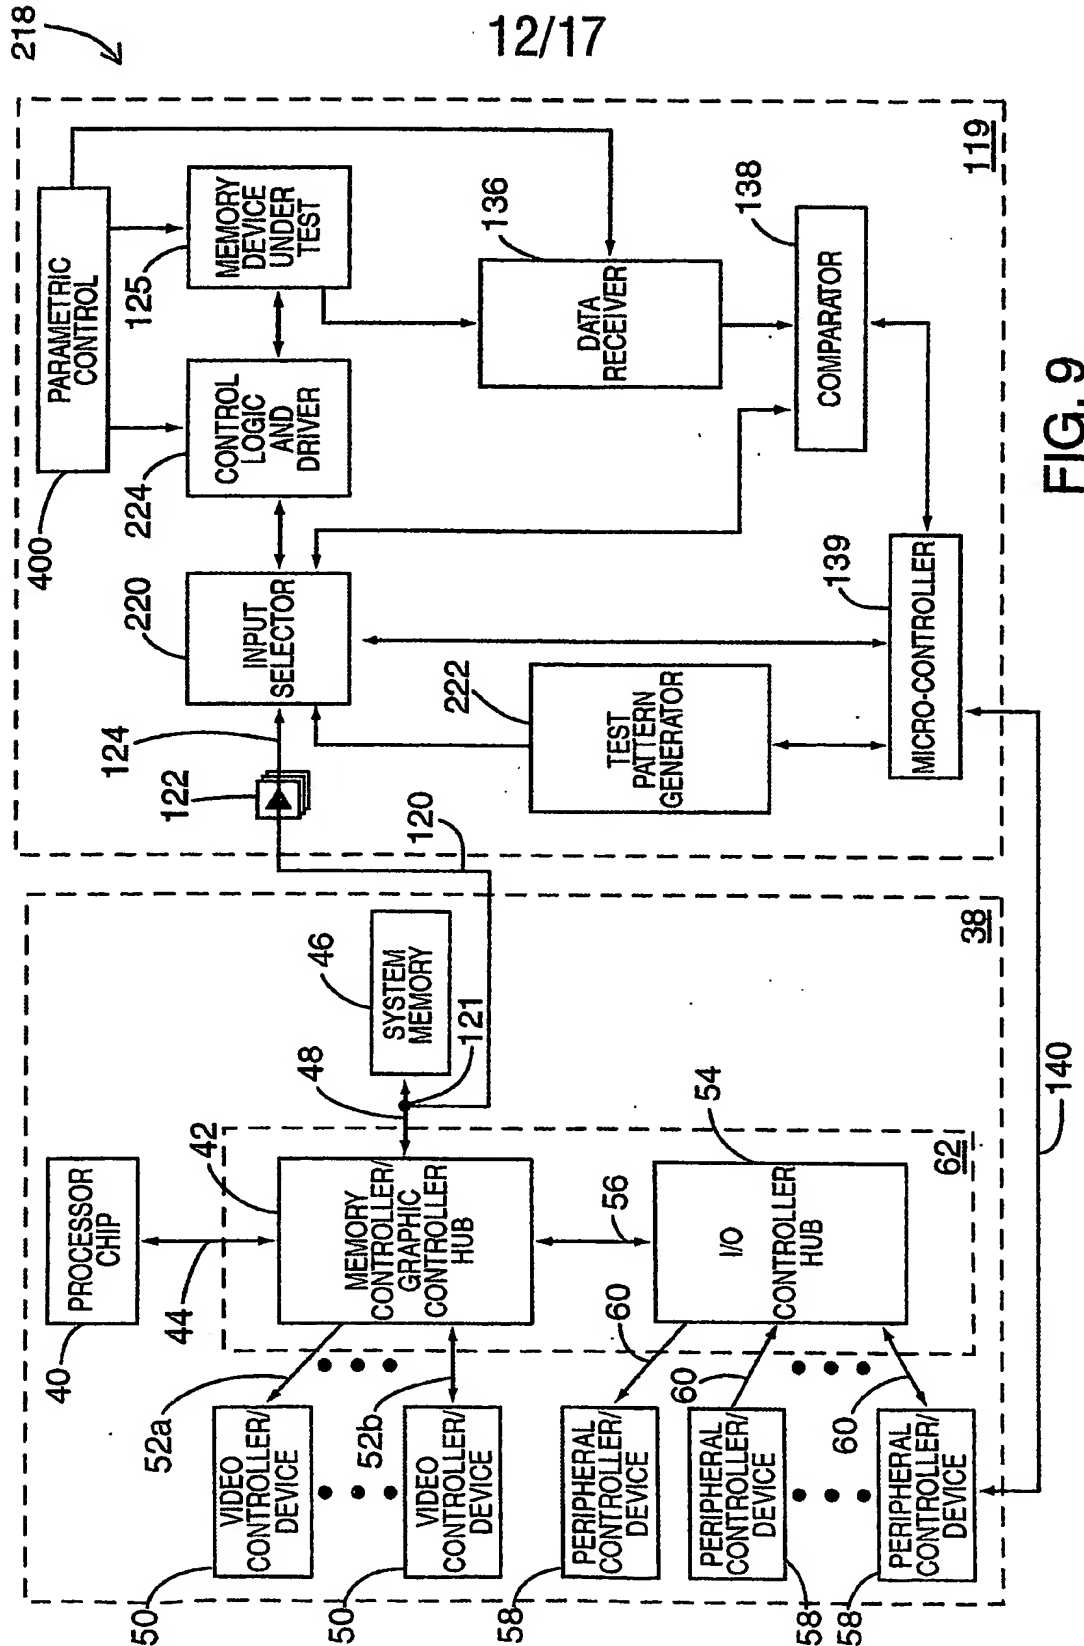 12/17
218
PROCESSOR
CHIP
40
44
42
MEMORY
CONTROLLER/
GRAPHIC
CONTROLLER
HUB
48
121
SYSTEM
MEMORY
46
52a
52b
VIDEO
CONTROLLER/
DEVICE
50
VIDEO
CONTROLLER/
DEVICE
50
56
54
I/O
CONTROLLER
HUB
62
60
60
60
PERIPHERAL
CONTROLLER/
DEVICE
58
PERIPHERAL
CONTROLLER/
DEVICE
58
PERIPHERAL
CONTROLLER/
DEVICE
58
38
140
120
122
124
PARAMETRIC
CONTROL
400
INPUT
SELECTOR
220
CONTROL
LOGIC
AND
DRIVER
224
MEMORY
DEVICE
UNDER
TEST
125
TEST
PATTERN
GENERATOR
222
DATA
RECEIVER
136
COMPARATOR
138
MICRO-CONTROLLER
139
119
FIG. 9